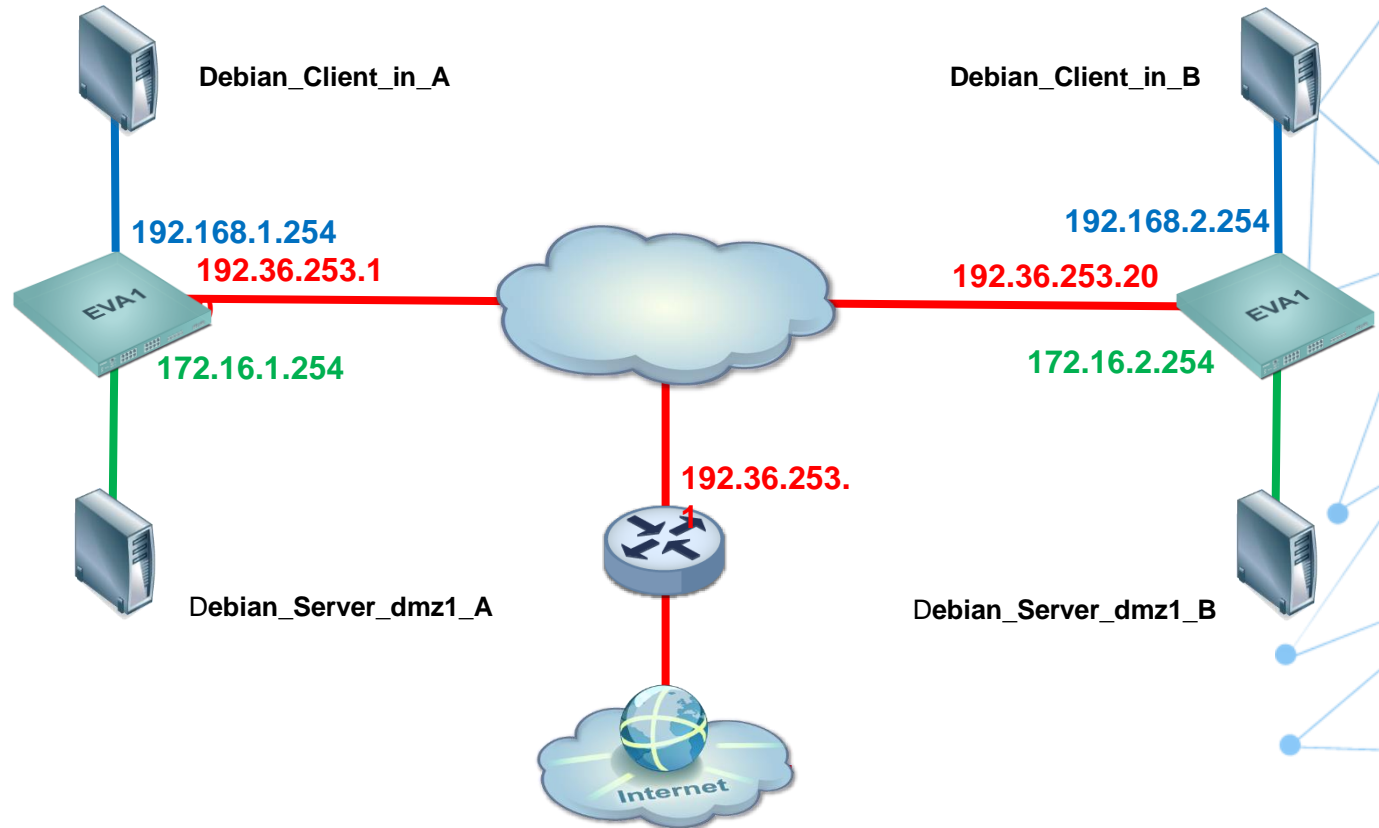 Debian_Client_in_A
Debian_Client_in_B
192.168.1.254
192.168.2.254
192.36.253.1
192.36.253.20
EVA1
EVA1
172.16.1.254
172.16.2.254
192.36.253.
1
Debian_Server_dmz1_A
Debian_Server_dmz1_B
Internet